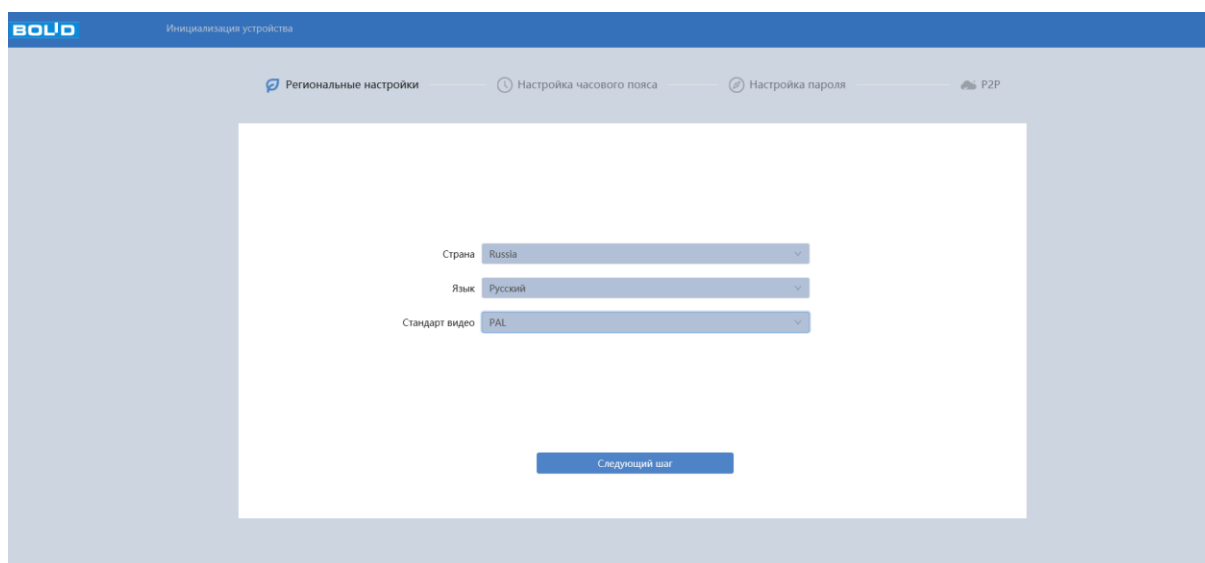 BOLID
Инициализация устройства
Региональные настройки
Настройка часового пояса
Настройка пароля
P2P
Страна Russia
Язык Русский
Стандарт видео PAL
Следующий шаг